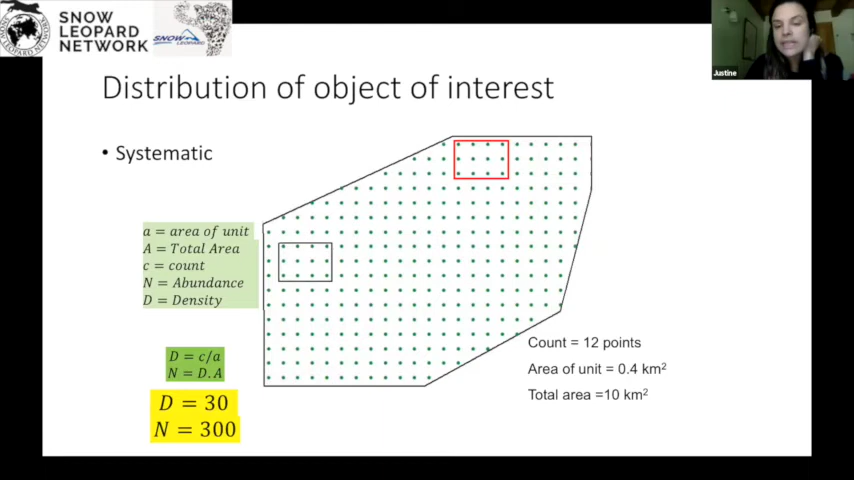 SNOW
LEOPARD
NETWORK
SNOW LEOPARD
Justine
Distribution of object of interest
• Systematic
a = area of unit
A = Total Area
c = count
N = Abundance
D = Density
D = c/a
N = D.A
D = 30
N = 300
Count = 12 points
Area of unit = 0.4 km²
Total area =10 km²